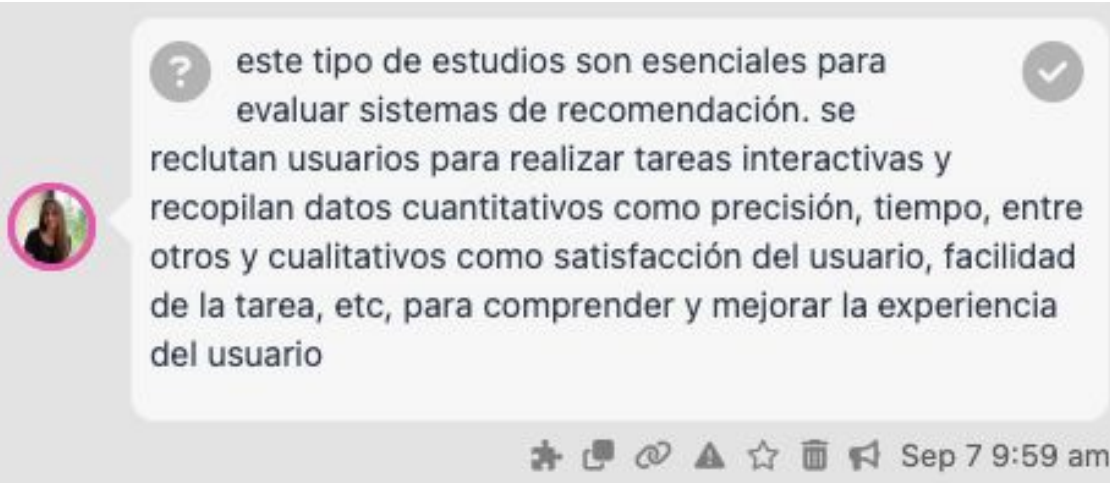 este tipo de estudios son esenciales para
evaluar sistemas de recomendación. se
reclutan usuarios para realizar tareas interactivas y
recopilan datos cuantitativos como precisión, tiempo, entre
otros y cualitativos como satisfacción del usuario, facilidad
de la tarea, etc, para comprender y mejorar la experiencia
del usuario
Sep 7 9:59 am